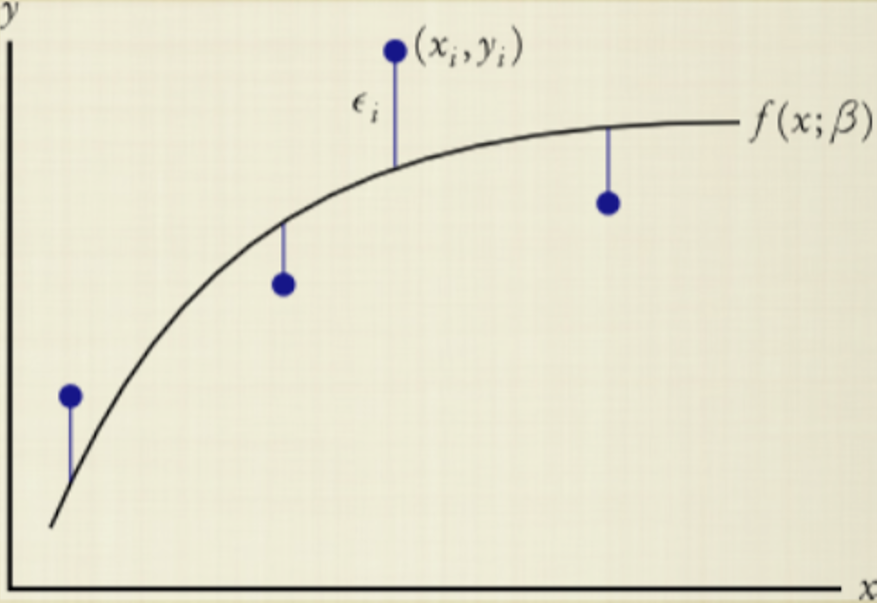 y
(x_i, y_i)
ϵ_i
f(x; β)
x